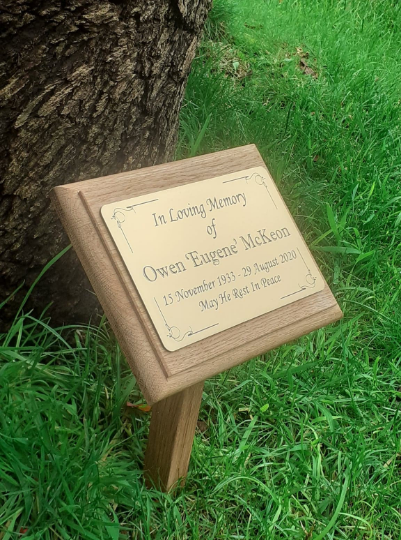 In Loving Memory
of
Owen 'Eugene' McKeon
15 November 1933 - 29 August 2020
May He Rest In Peace